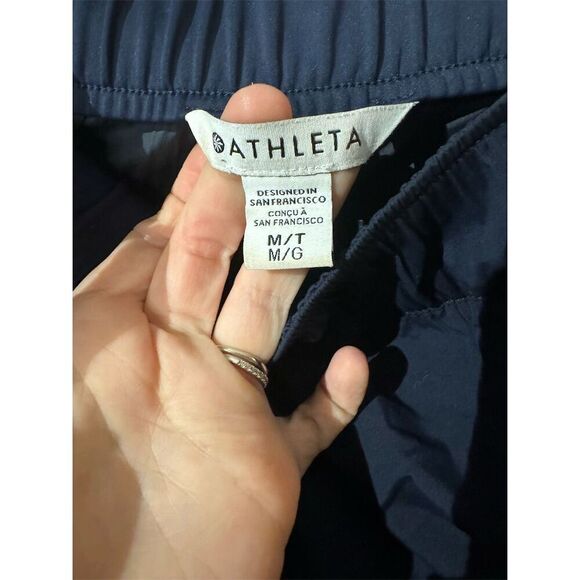 ATHLETA
DESIGNED IN
SAN FRANCISCO
CONÇU À
SAN FRANCISCO
M/T
M/G